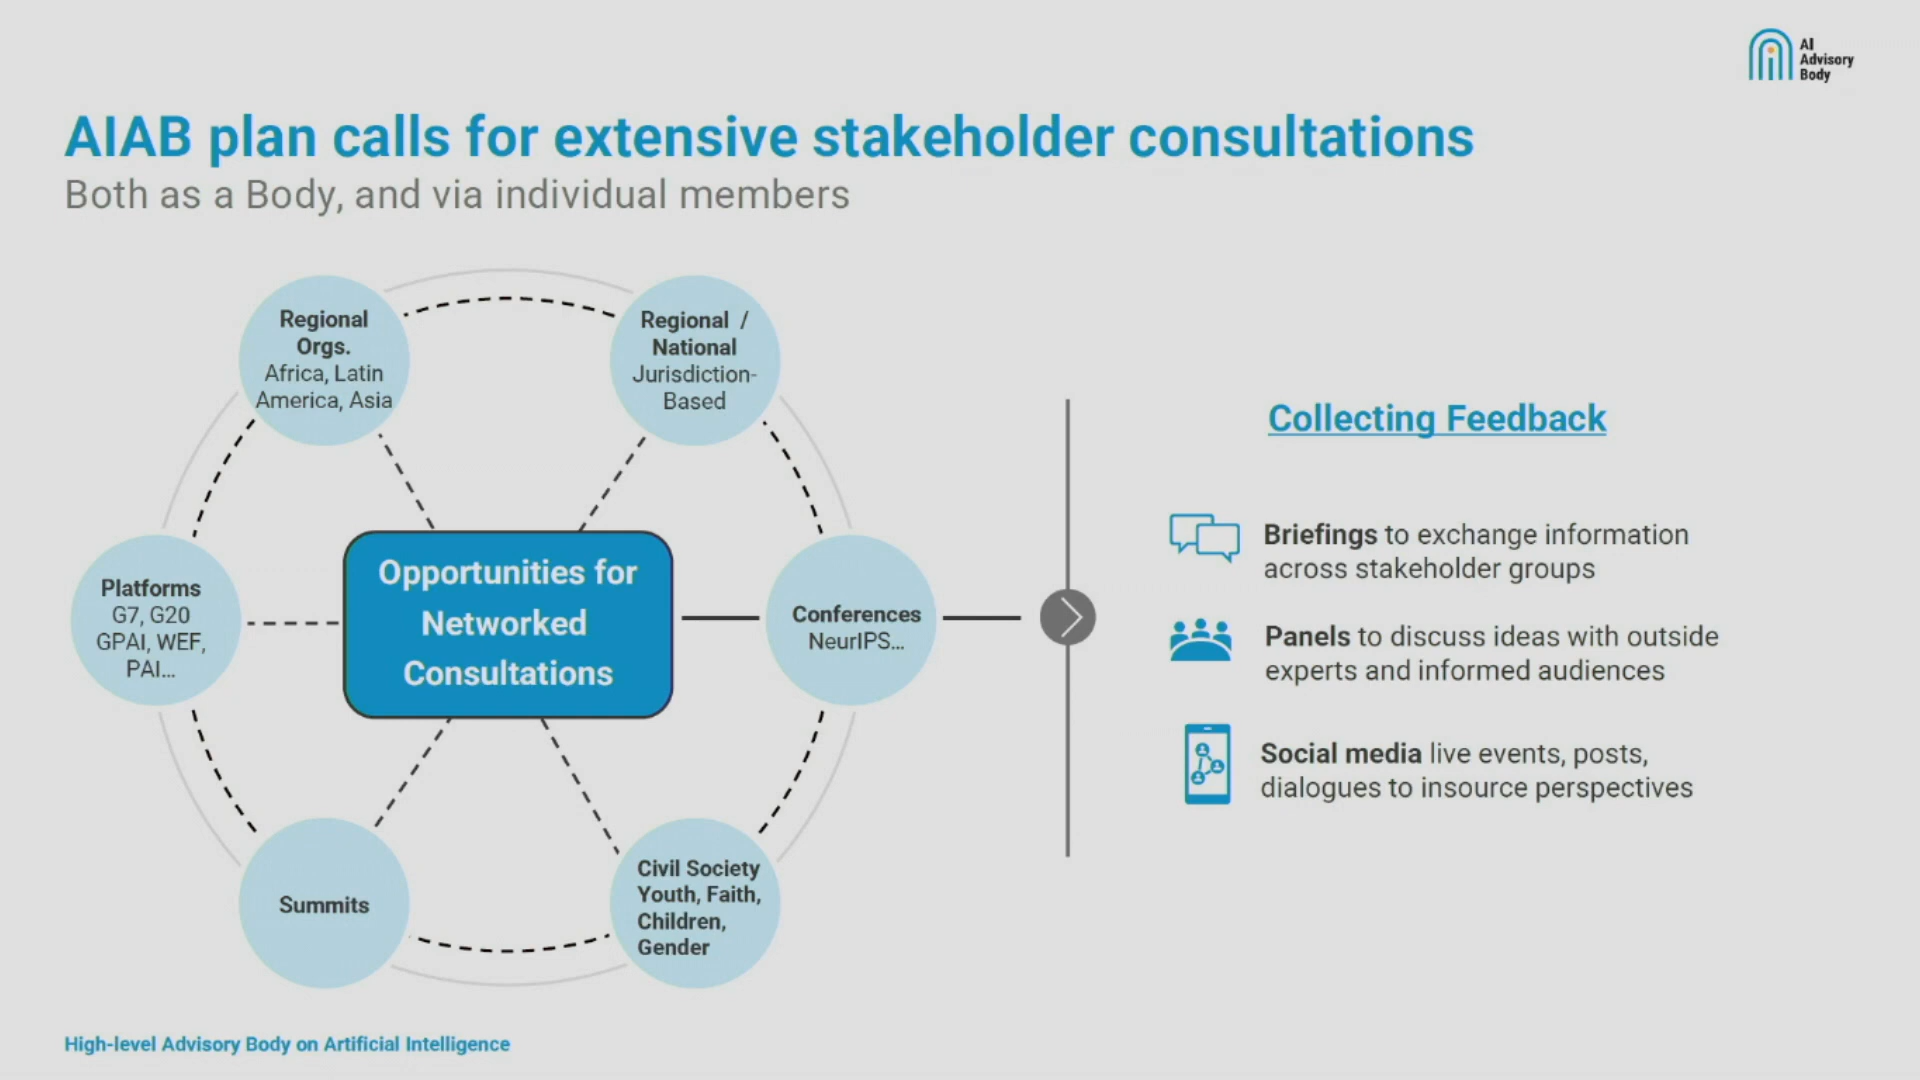 AI
Advisory
Body
AIAB plan calls for extensive stakeholder consultations
Both as a Body, and via individual members
Regional
Orgs.
Africa, Latin
America, Asia
Regional /
National
Jurisdiction-
Based
Platforms
G7, G20
GPAI, WEF,
PAI...
Opportunities for
Networked
Consultations
Conferences
NeurIPS...
Summits
Civil Society
Youth, Faith,
Children,
Gender
Collecting Feedback
Briefings to exchange information
across stakeholder groups
Panels to discuss ideas with outside
experts and informed audiences
Social media live events, posts,
dialogues to insource perspectives
High-level Advisory Body on Artificial Intelligence